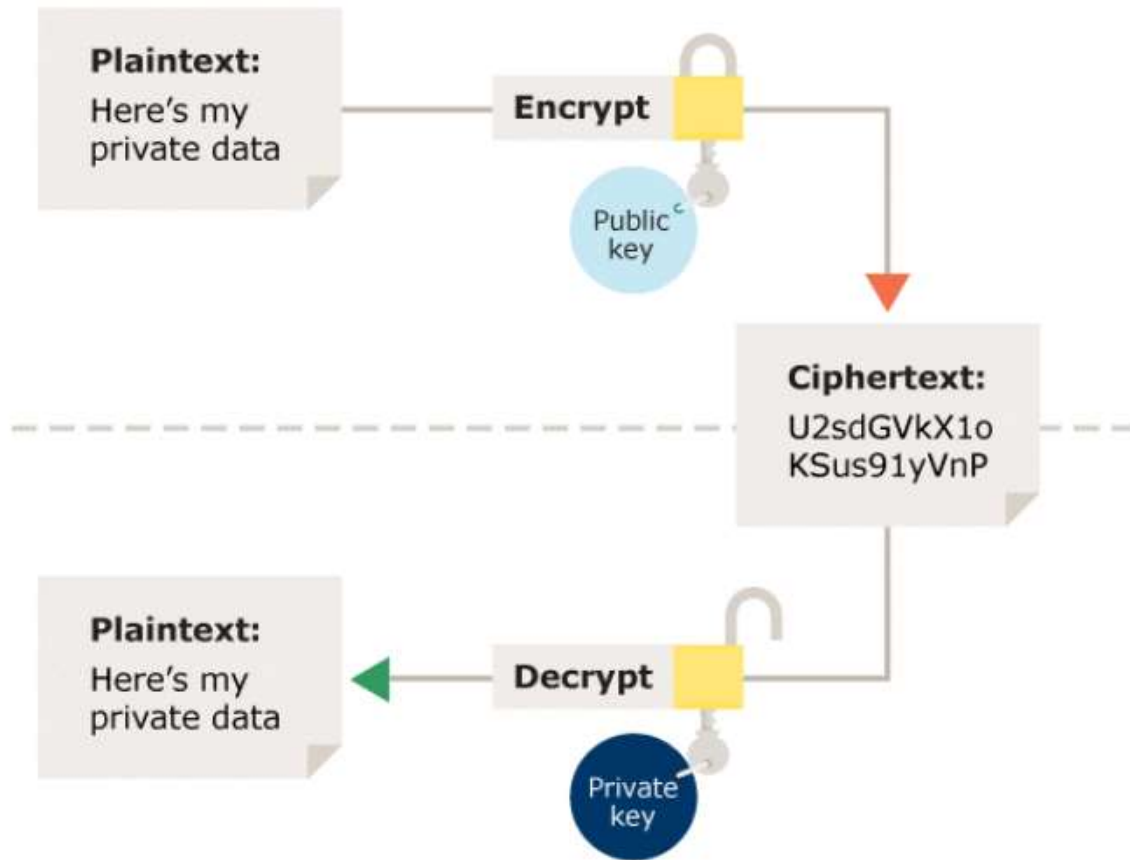 Plaintext:
Here’s my
private data
Encrypt
Public
key
Ciphertext:
U2sdGVkX1o
KSus91yVnP
Decrypt
Private
key
Plaintext:
Here’s my
private data